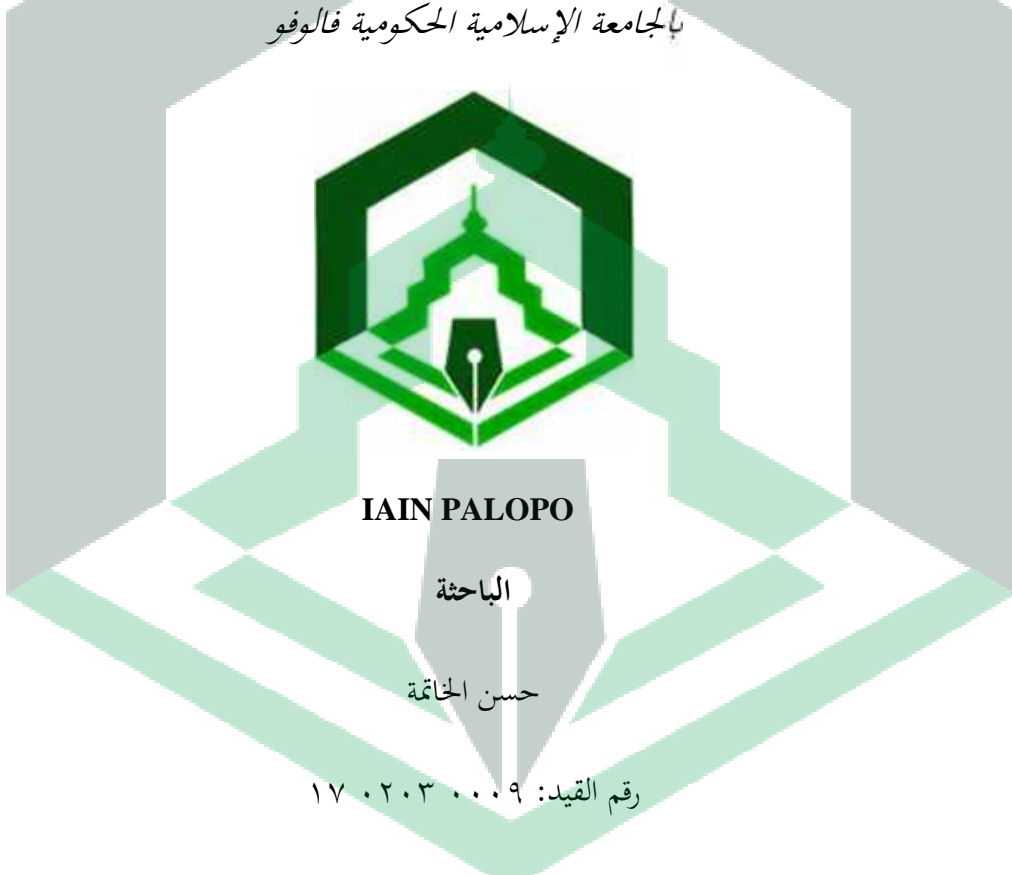 بالجامعة الإسلامية الحكومية فالوفو
IAIN PALOPO
الباحثة
حسن الخاتمة
رقم القيد: ٠٠٠٩ ٠٢٠٣ ١٧